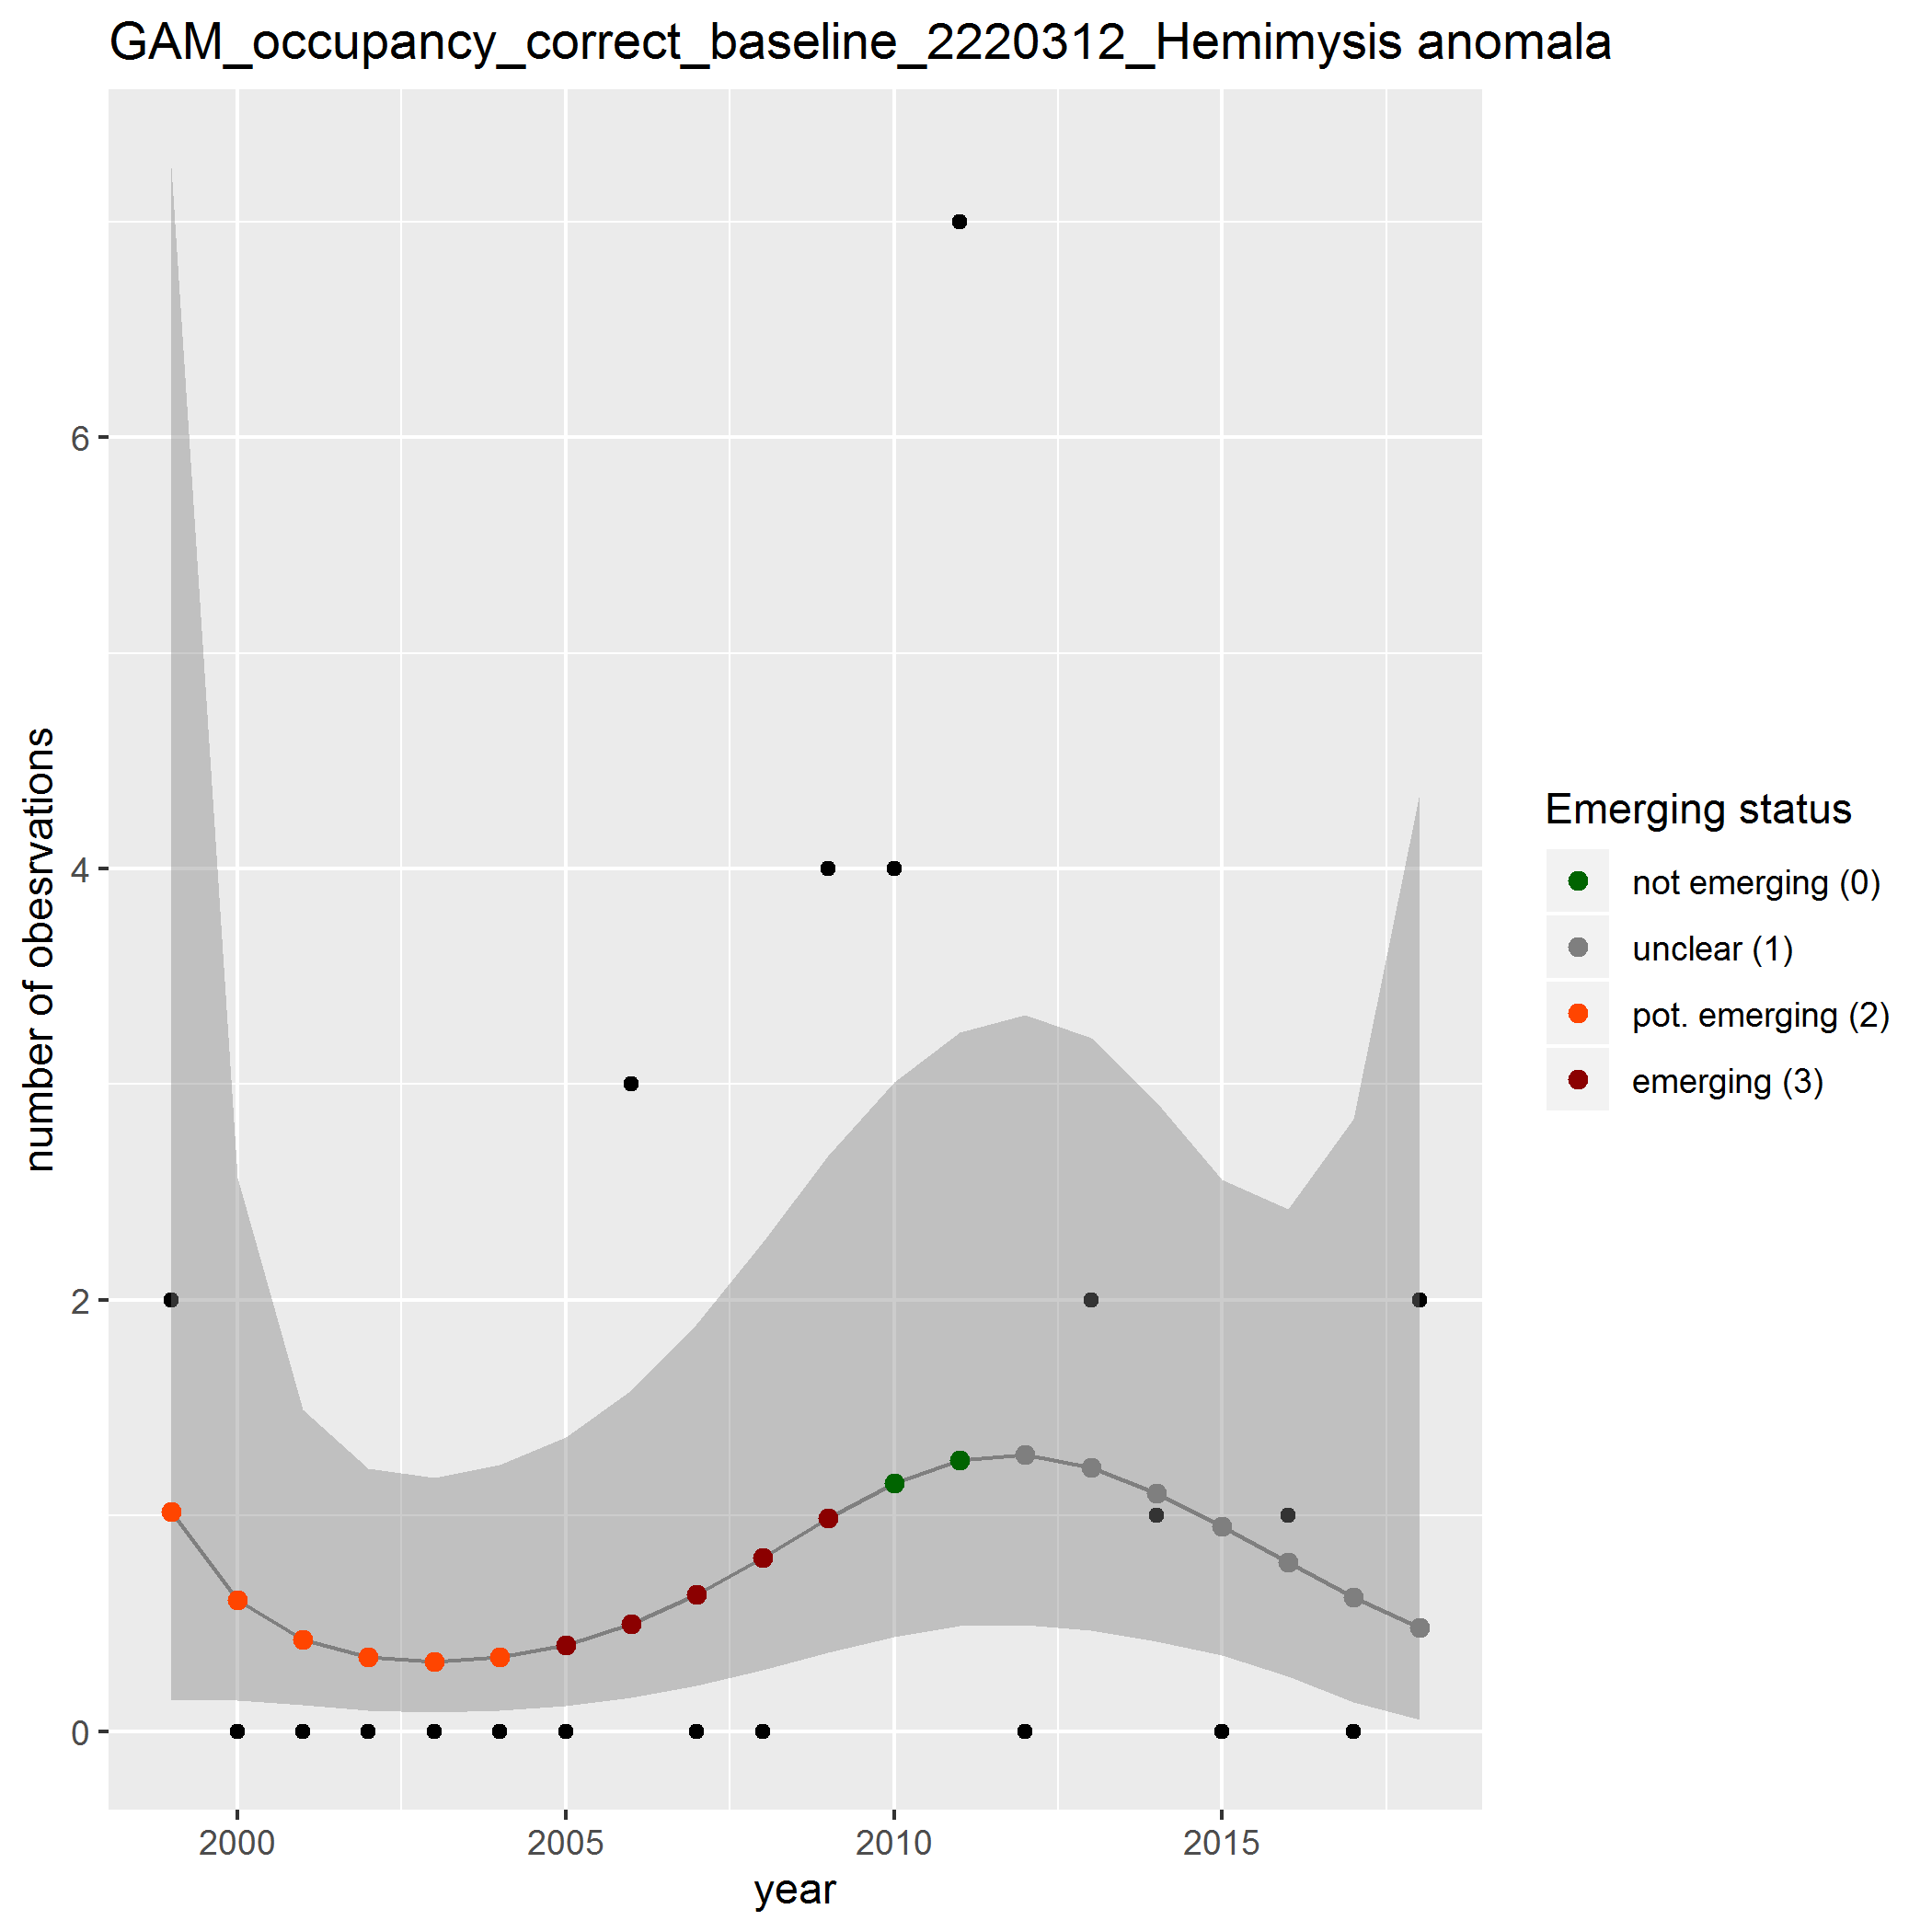 GAM_occupancy_correct_baseline_2220312_Hemimysis anomala
number of obesrvations
6
4
2
0
2000
2005
2010
2015
year
Emerging status
not emerging (0)
unclear (1)
pot. emerging (2)
emerging (3)